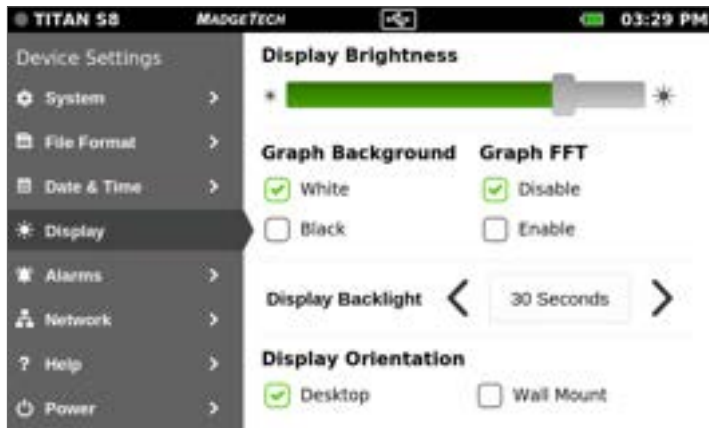 TITAN S8 MADGETECH 03:29 PM
Device Settings
System
File Format
Date & Time
Display
Alarms
Network
? Help
Power
Display Brightness
Graph Background Graph FFT
White Disable
Black Enable
Display Backlight 30 Seconds
Display Orientation
Desktop Wall Mount